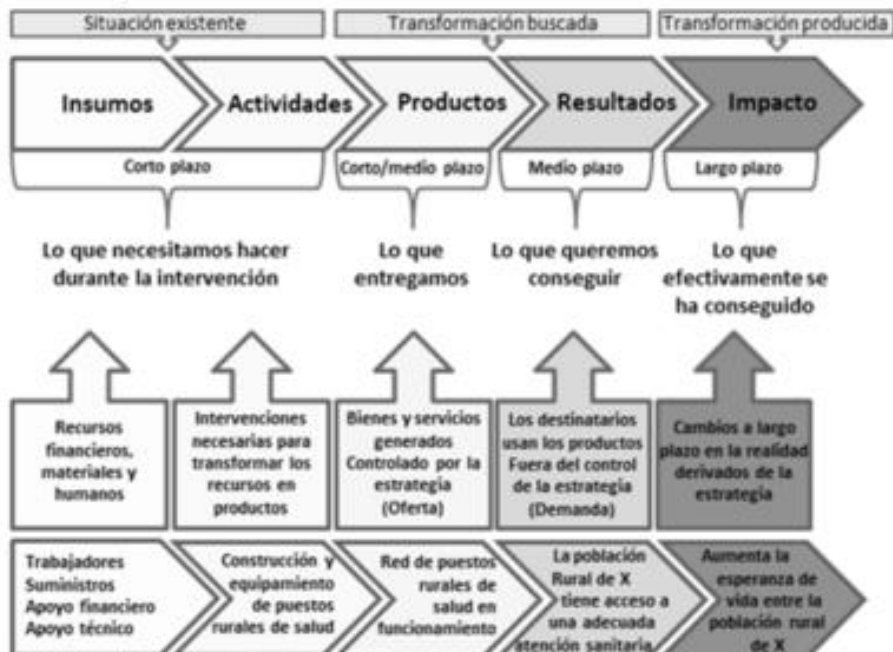 Situación existente
Transformación buscada
Transformación producida
Insumos
Actividades
Productos
Resultados
Impacto
Corto plazo
Corto/medio plazo
Medio plazo
Largo plazo
Lo que necesitamos hacer
durante la intervención
Lo que
entregamos
Lo que queremos
conseguir
Lo que
efectivamente se
ha conseguido
Recursos
financieros,
materiales y
humanos
Intervenciones
necesarias para
transformar los
recursos en
productos
Bienes y servicios
generados
Controlado por la
estrategia
(Oferta)
Los destinatarios
usan los productos
Fuera del control
de la estrategia
(Demanda)
Cambios a largo
plazo en la realidad
derivados de la
estrategia
Trabajadores
Suministros
Apoyo financiero
Apoyo técnico
Construcción y
equipamiento
de puestos
rurales de salud
Red de puestos
rurales de
salud en
funcionamiento
La población
Rural de X
tiene acceso a
una adecuada
atención sanitaria
Aumenta la
esperanza de
vida entre la
población rural
de X